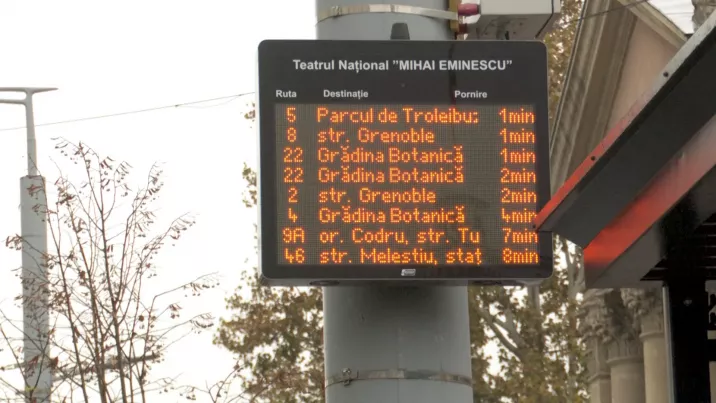 Teatrul Național ”MIHAI EMINESCU”
Ruta Destinație Pornire
5 Parcul de Troleibu: 1min
8 str. Grenoble 1min
22 Grădina Botanică 1min
22 Grădina Botanică 2min
2 str. Grenoble 2min
4 Grădina Botanică 4min
9A or. Codru, str. Tu 7min
46 str. Melestiu, staț 8min